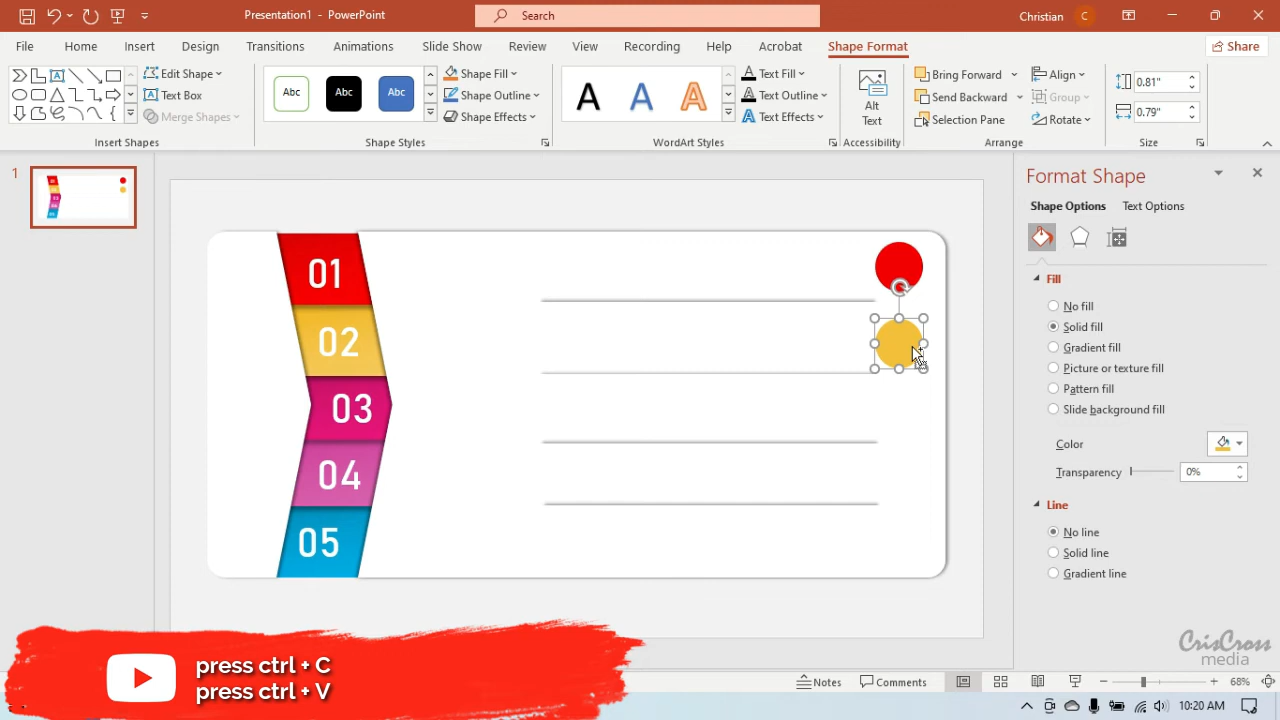 Presentation1 - PowerPoint
Search
Christian
C
File Home Insert Design Transitions Animations Slide Show Review View Recording Help Acrobat Shape Format
Share
Edit Shape
Text Box
Merge Shapes
Insert Shapes
Abc Abc Abc
Shape Fill
Shape Outline
Shape Effects
Shape Styles
A A A
Text Fill
Text Outline
Text Effects
WordArt Styles
Alt
Text
Accessibility
Bring Forward
Send Backward
Selection Pane
Align
Group
Rotate
Arrange
0.81"
0.79"
Size
1
01
02
03
04
05
Format Shape
Shape Options Text Options
Fill
No fill
Solid fill
Gradient fill
Picture or texture fill
Pattern fill
Slide background fill
Color
Transparency 0%
Line
No line
Solid line
Gradient line
CrisCross
media
press ctrl + C
press ctrl + V
Notes Comments 68%
10:20 AM